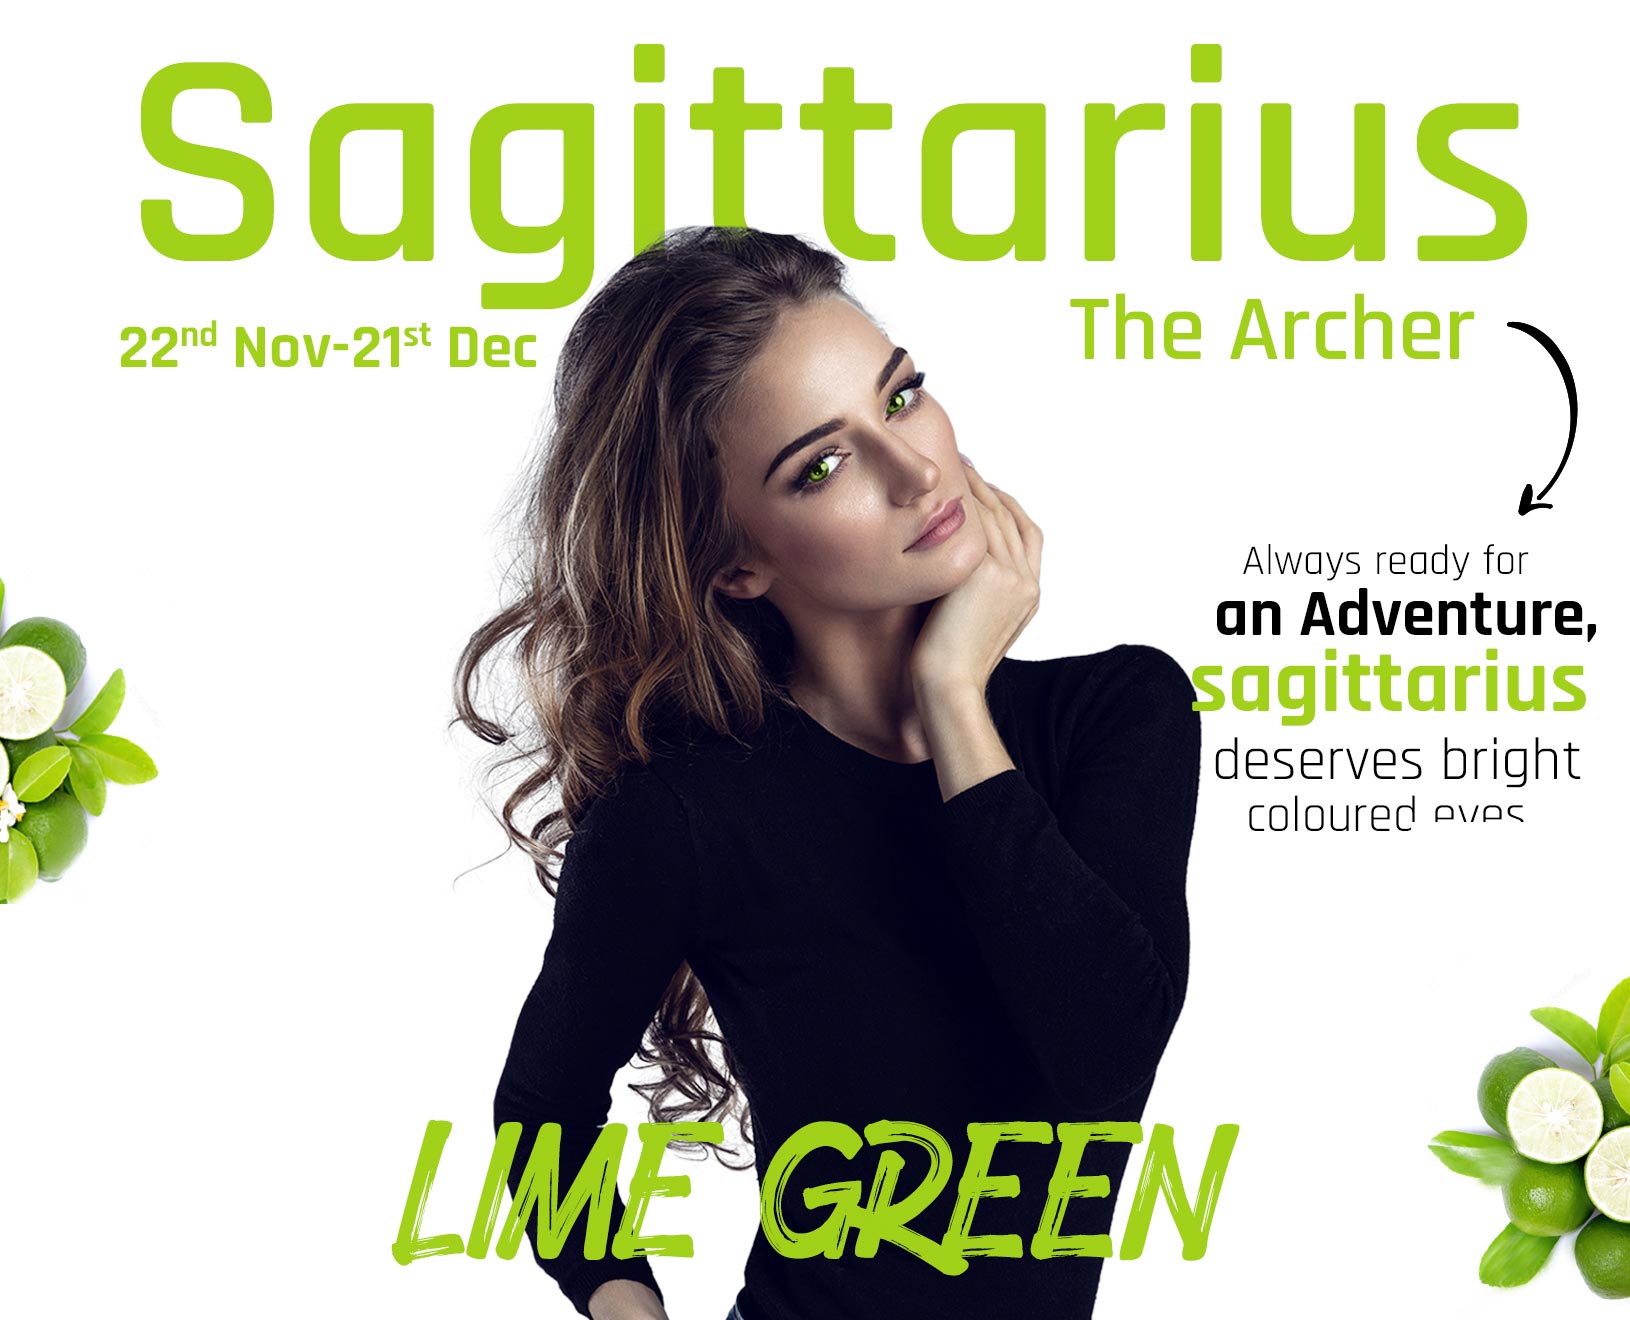 Sagittarius
22nd Nov-21st Dec
The Archer
Always ready for
an Adventure,
sagittarius
deserves bright
coloured eyes
LIME GREEN